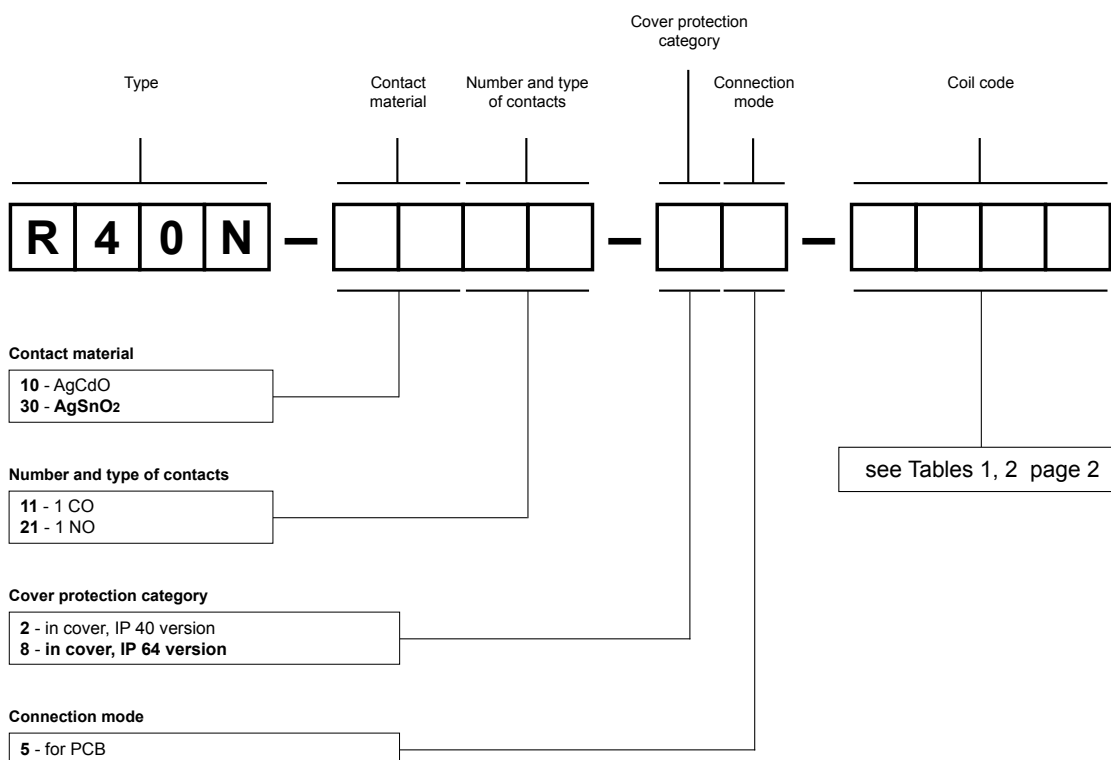 Cover protection
category
Type
Contact
material
Number and type
of contacts
Connection
mode
Coil code
R 4 0 N – – –
Contact material
10 - AgCdO
30 - AgSnO2
see Tables 1, 2 page 2
Number and type of contacts
11 - 1 CO
21 - 1 NO
Cover protection category
2 - in cover, IP 40 version
8 - in cover, IP 64 version
Connection mode
5 - for PCB